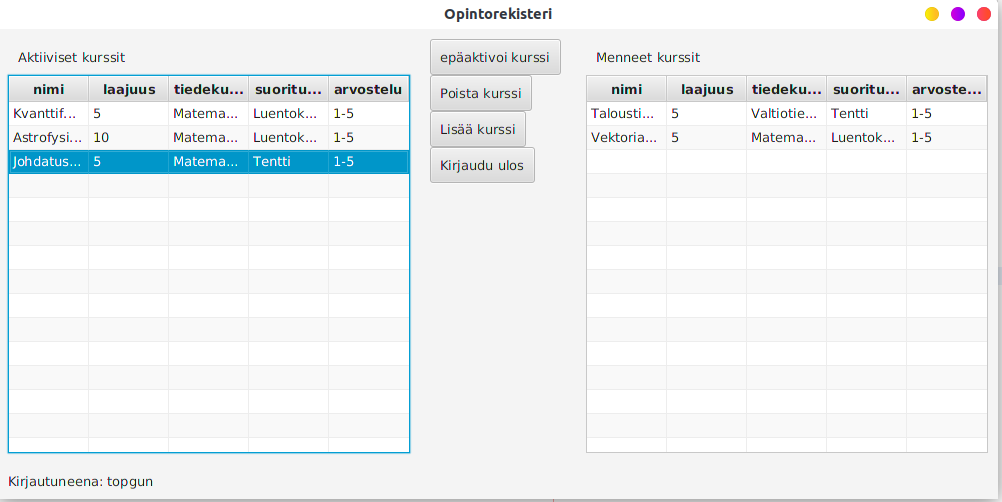 Opintorekisteri
Aktiiviset kurssit
nimi laajuus tiedeku... suoritu... arvostelu
Kvanttif... 5 Matema... Luentok... 1-5
Astrofysi... 10 Matema... Luentok... 1-5
Johdatus... 5 Matema... Tentti 1-5
epäaktivoi kurssi
Poista kurssi
Lisää kurssi
Kirjaudu ulos
Menneet kurssit
nimi laajuus tiedeku... suoritu... arvoste...
Talousti... 5 Valtiotie... Tentti 1-5
Vektoria... 5 Matema... Luentok... 1-5
Kirjautuneena: topgun